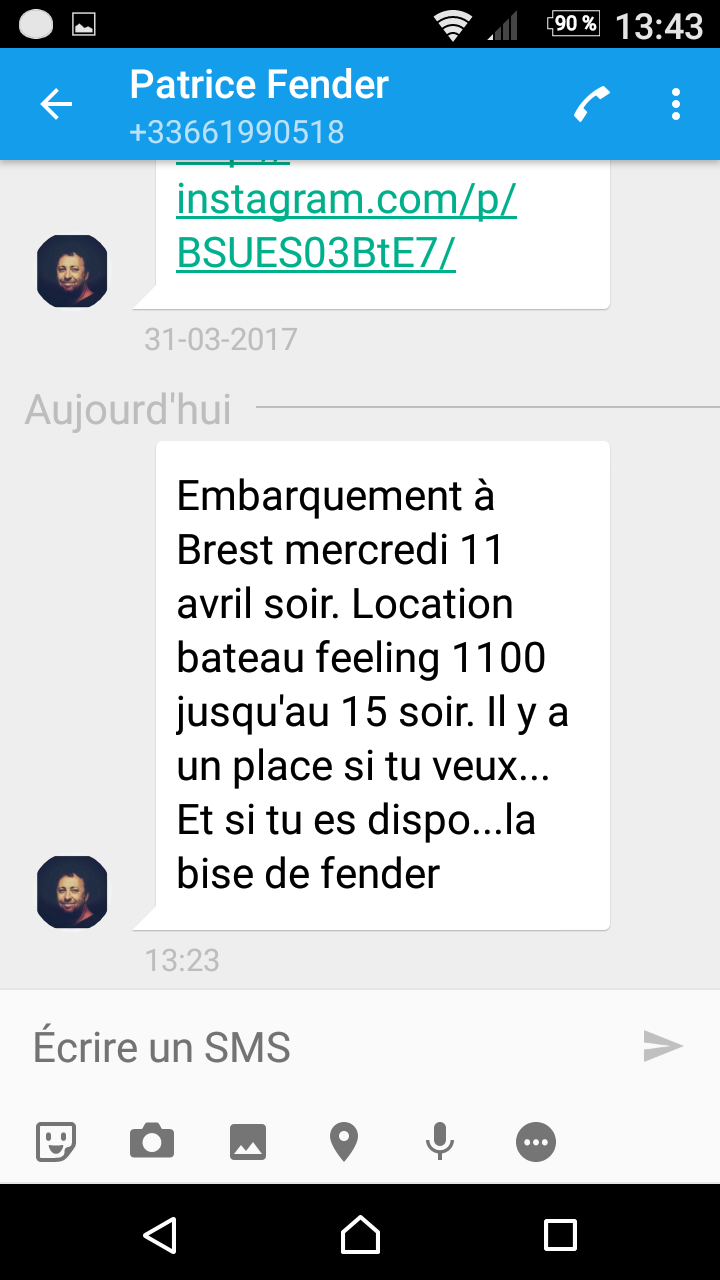 90 % 13:43
Patrice Fender
+33661990518
instagram.com/p/
BSUES03BtE7/
31-03-2017
Aujourd'hui
Embarquement à
Brest mercredi 11
avril soir. Location
bateau feeling 1100
jusqu'au 15 soir. Il y a
un place si tu veux...
Et si tu es dispo...la
bise de fender
13:23
Écrire un SMS